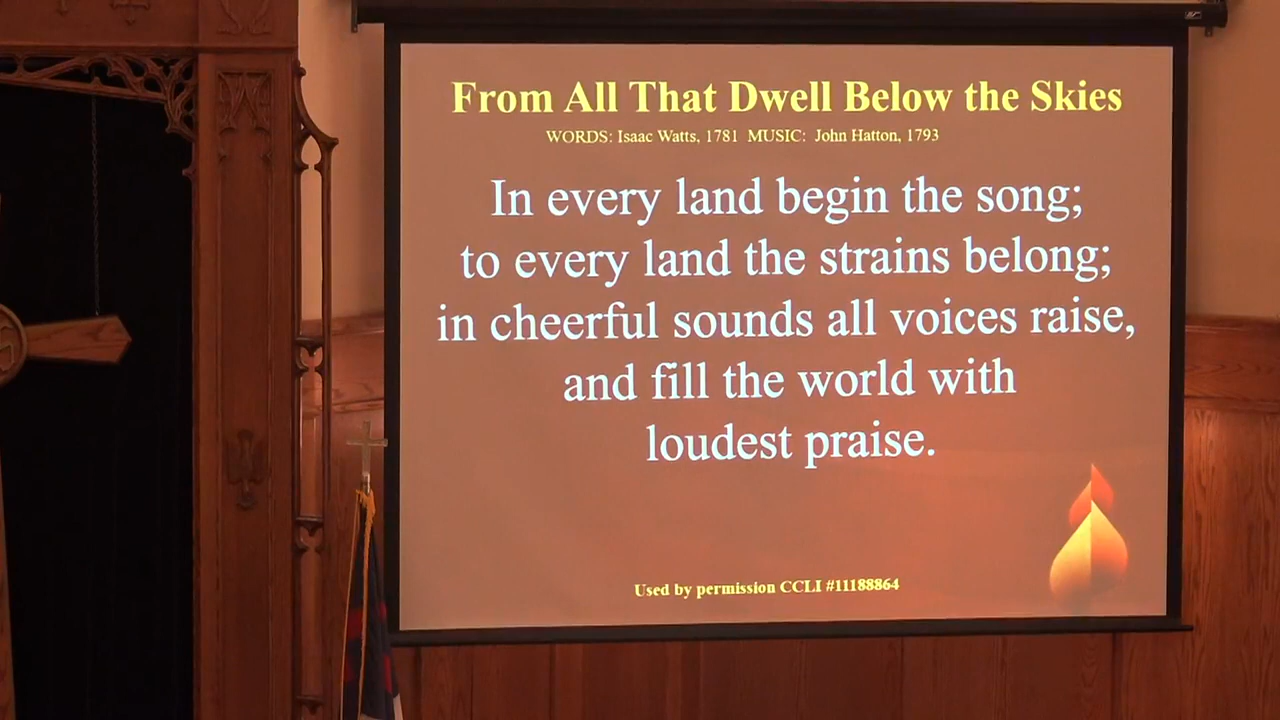 From All That Dwell Below the Skies
WORDS: Isaac Watts, 1781 MUSIC: John Hatton, 1793
In every land begin the song;
to every land the strains belong;
in cheerful sounds all voices raise,
and fill the world with
loudest praise.
Used by permission CCLI #11188864